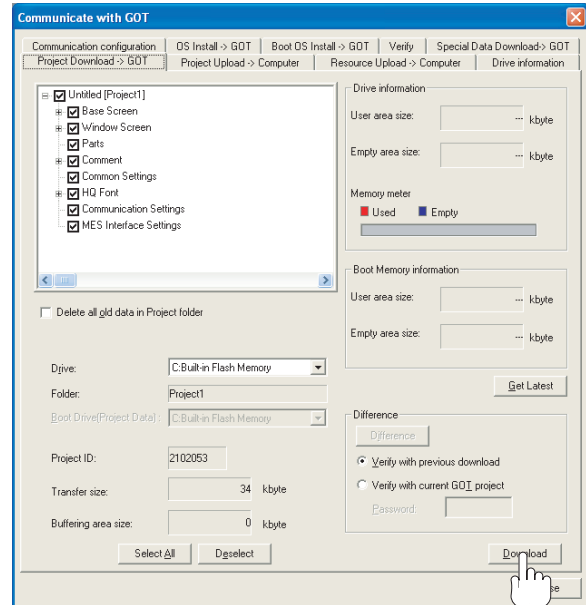 Communicate with GOT
Communication configuration OS Install -> GOT Boot OS Install -> GOT Verify Special Data Download-> GOT
Project Download -> GOT Project Upload -> Computer Resource Upload -> Computer Drive information
Untitled [Project1]
Base Screen
Window Screen
Parts
Comment
Common Settings
HQ Font
Communication Settings
MES Interface Settings
Delete all old data in Project folder
Drive: C:Built-in Flash Memory
Folder: Project1
Boot Drive(Project Data) : C:Built-in Flash Memory
Project ID: 2102053
Transfer size: 34 kbyte
Buffering area size: 0 kbyte
Select All Deselect
Drive information
User area size: --- kbyte
Empty area size: --- kbyte
Memory meter
Used Empty
Boot Memory information
User area size: --- kbyte
Empty area size: --- kbyte
Get Latest
Difference
Difference
Verify with previous download
Verify with current GOT project
Password:
Download